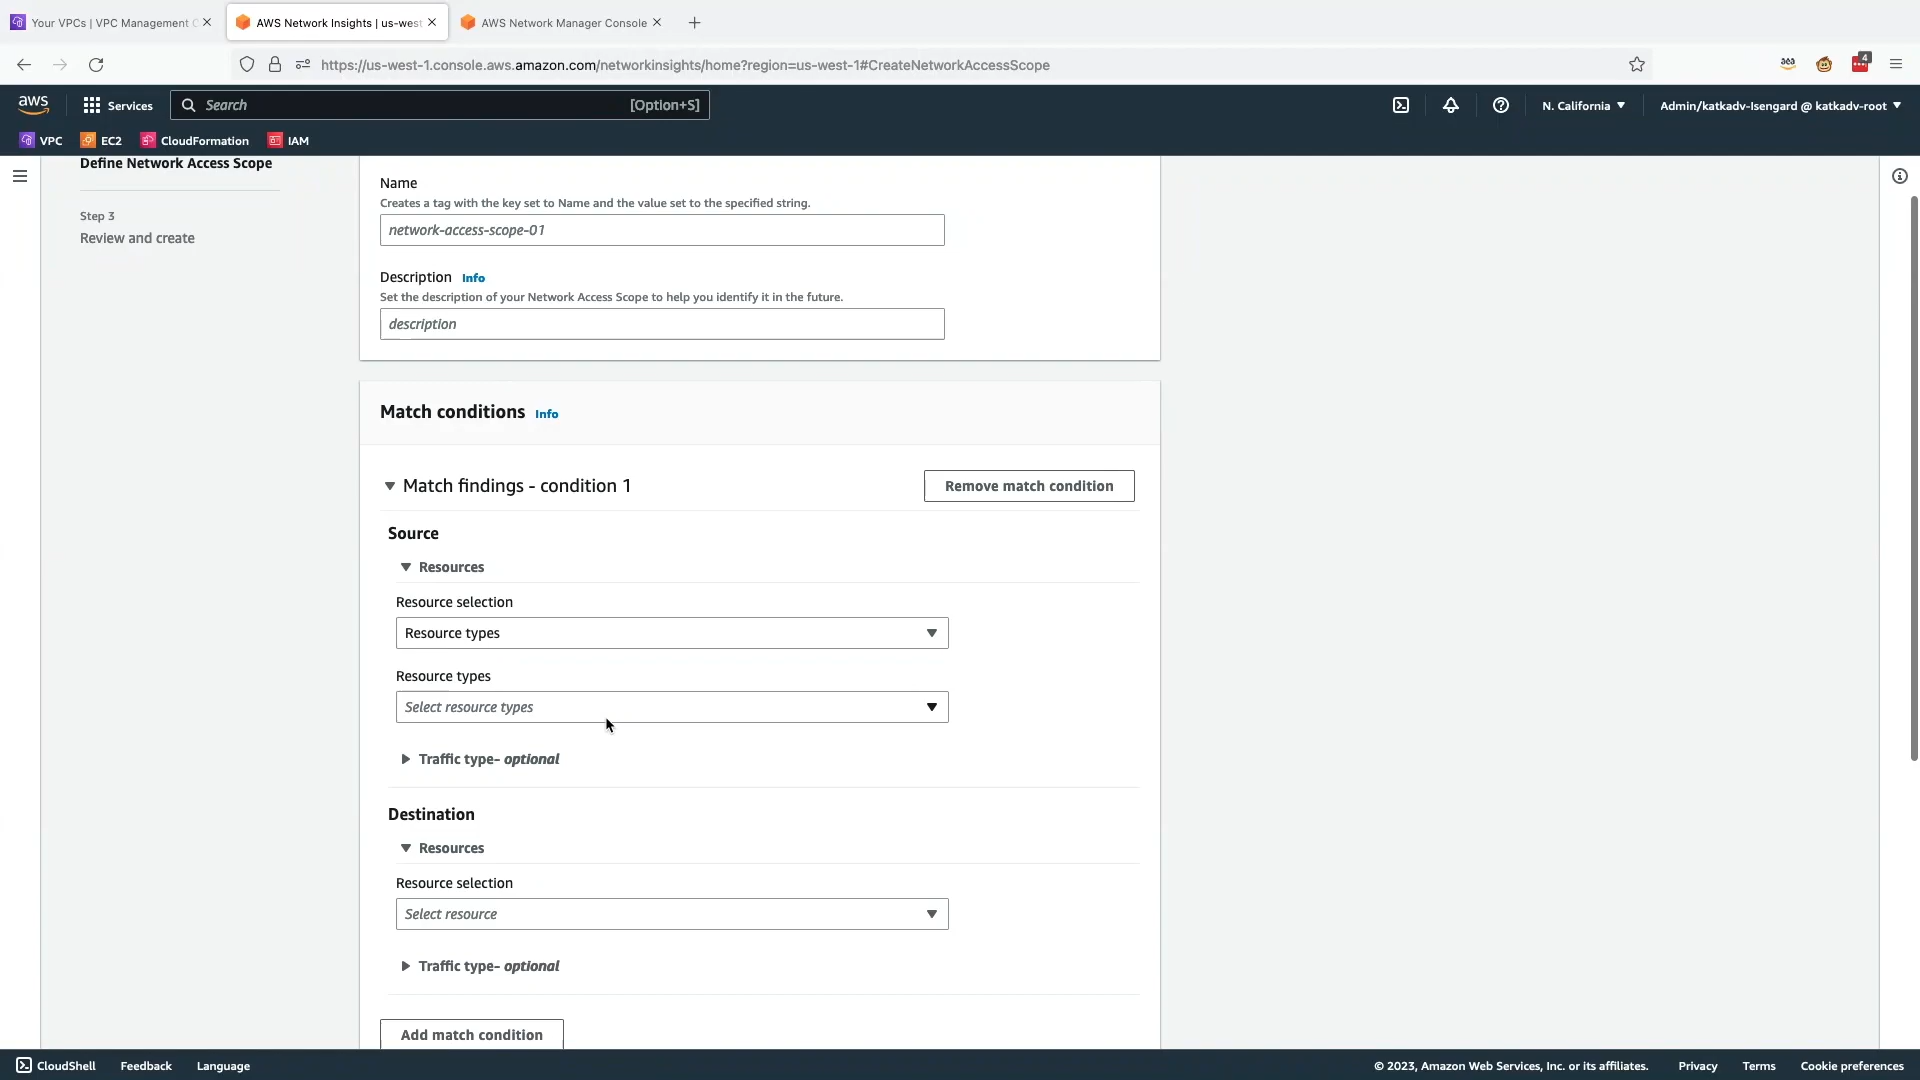 Your VPCs | VPC Management C
AWS Network Insights | us-west
AWS Network Manager Console
https://us-west-1.console.aws.amazon.com/networkinsights/home?region=us-west-1#CreateNetworkAccessScope
4
aws
Services
Search
[Option+S]
N. California
Admin/katkadv-Isengard @ katkadv-root
VPC
EC2
CloudFormation
IAM
Define Network Access Scope
Step 3
Review and create
Name
Creates a tag with the key set to Name and the value set to the specified string.
network-access-scope-01
Description Info
Set the description of your Network Access Scope to help you identify it in the future.
description
Match conditions Info
Match findings - condition 1
Remove match condition
Source
Resources
Resource selection
Resource types
Resource types
Select resource types
Traffic type- optional
Destination
Resources
Resource selection
Select resource
Traffic type- optional
Add match condition
CloudShell
Feedback
Language
© 2023, Amazon Web Services, Inc. or its affiliates.
Privacy
Terms
Cookie preferences